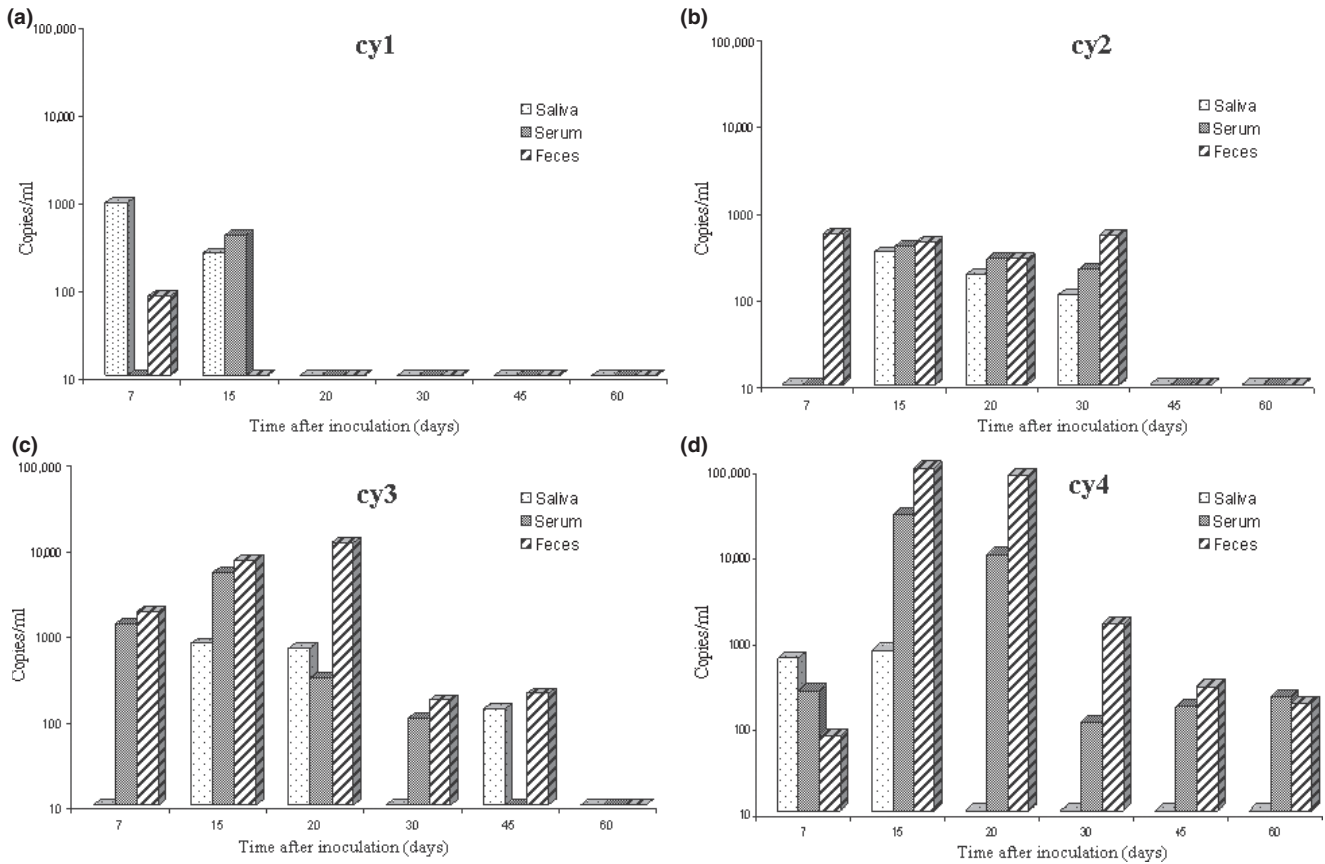 (a)
cy1
100,000
10,000
1000
100
10
Copies/ml
Saliva
Serum
Feces
7 15 20 30 45 60
Time after inoculation (days)
(b)
cy2
100,000
10,000
1000
100
10
Copies/ml
Saliva
Serum
Feces
7 15 20 30 45 60
Time after inoculation (days)
(c)
cy3
100,000
10,000
1000
100
10
Copies/ml
Saliva
Serum
Feces
7 15 20 30 45 60
Time after inoculation (days)
(d)
cy4
100,000
10,000
1000
100
10
Copies/ml
Saliva
Serum
Feces
7 15 20 30 45 60
Time after inoculation (days)